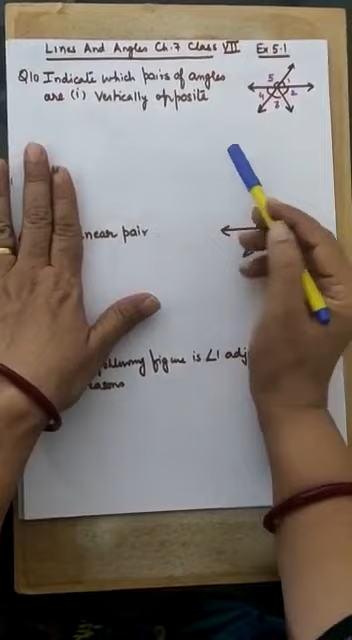 Lines And Angles Ch.7 Class VII Ex 5.1
Q10 Indicate which pairs of angles
are (i) Vertically opposite
5 1
4 3 2
near pair
following figure is ∠1 adj
easons